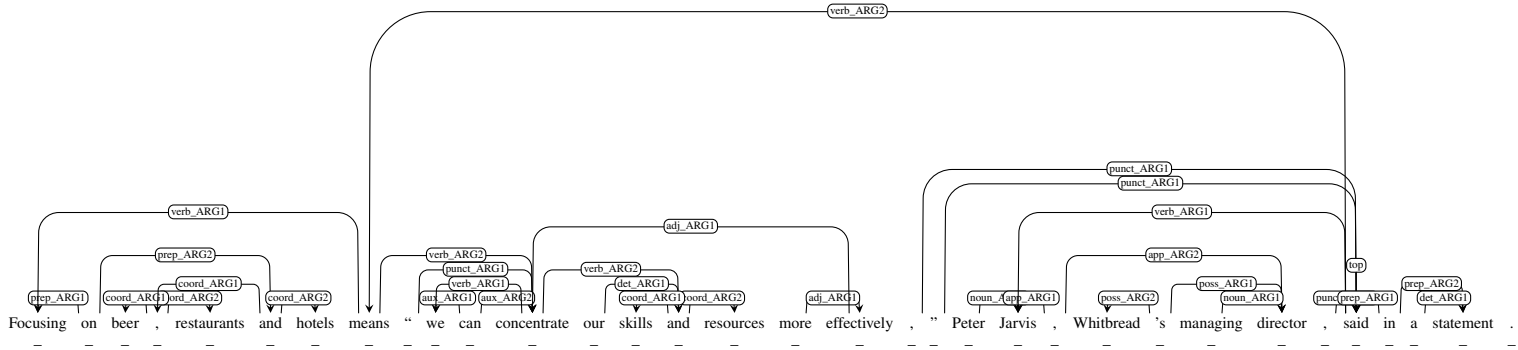 verb_ARG2
punct_ARG1
punct_ARG1
verb_ARG1 verb_ARG1
adj_ARG1
prep_ARG2 verb_ARG2 app_ARG2
top
punct_ARG1 verb_ARG2
coord_ARG1 verb_ARG1 det_ARG1 poss_ARG1 prep_ARG2
prep_ARG1 coord_ARG1 coord_ARG2 aux_ARG1 aux_ARG2 coord_ARG1 adj_ARG1 app_ARG1 poss_ARG2 noun_ARG1 prep_ARG1 det_ARG1
Focusing on beer , restaurants and hotels means “ we can concentrate our skills and resources more effectively , ” Peter Jarvis , Whitbread 's managing director , said in a statement .
_ _ _ _ _ _ _ _ _ _ _ _ _ _ _ _ _ _ _ _ _ _ _ _ _ _ _ _ _ _ _ _ _ _